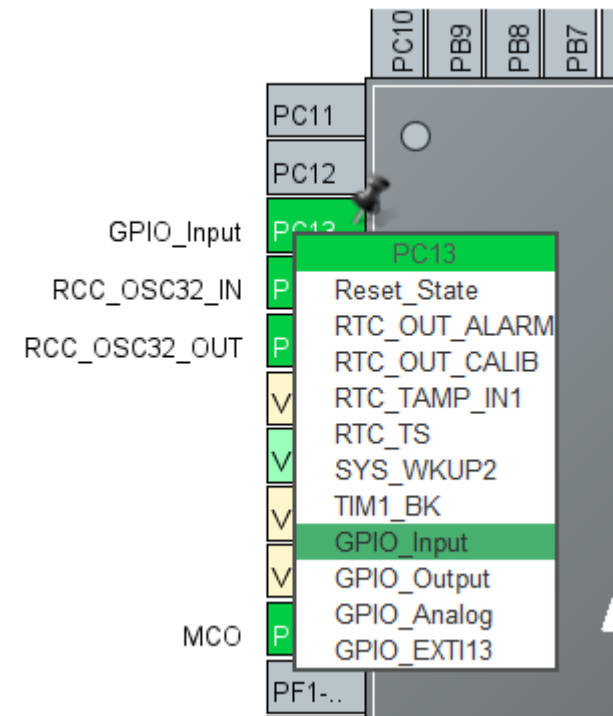 PC10
PB9
PB8
PB7
PC11
PC12
GPIO_Input
PC13
RCC_OSC32_IN
P
RCC_OSC32_OUT
P
V
V
V
V
MCO
P
PF1-..
PC13
Reset_State
RTC_OUT_ALARM
RTC_OUT_CALIB
RTC_TAMP_IN1
RTC_TS
SYS_WKUP2
TIM1_BK
GPIO_Input
GPIO_Output
GPIO_Analog
GPIO_EXTI13